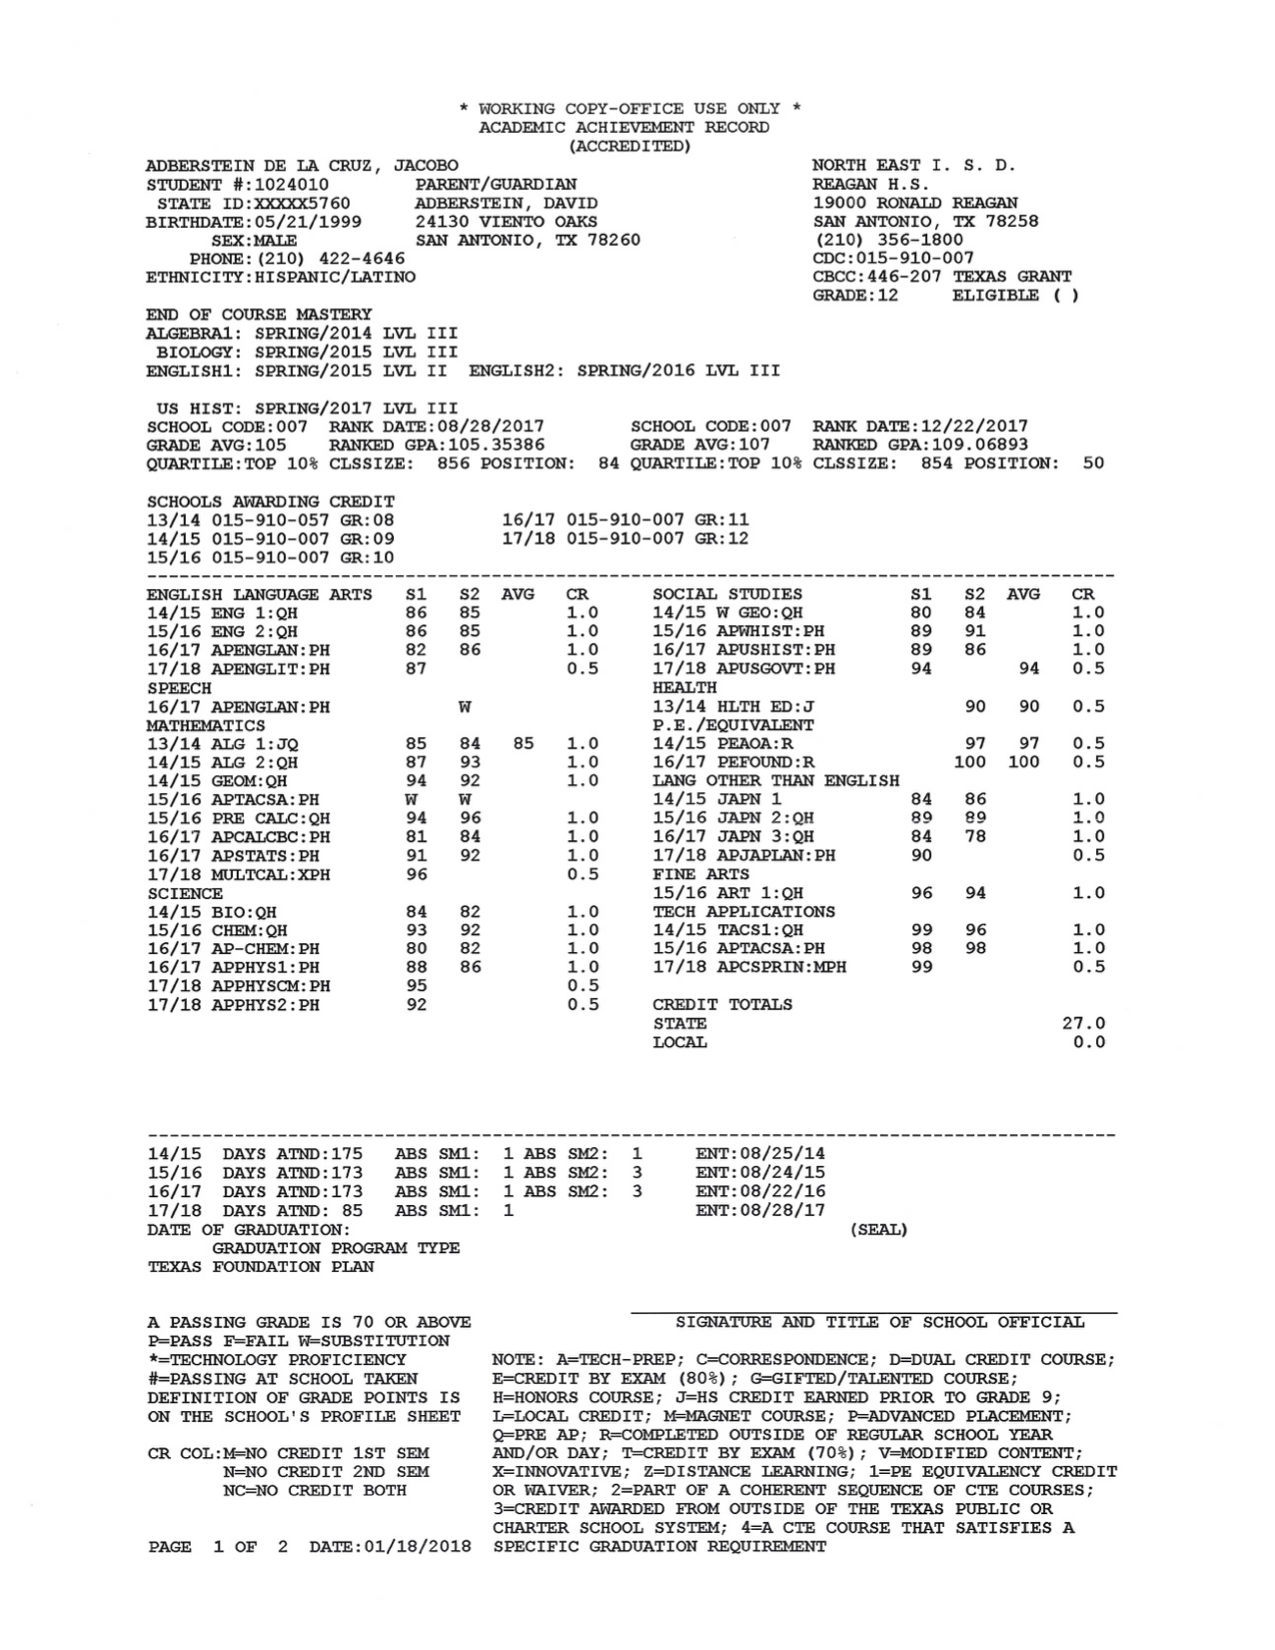 * WORKING COPY-OFFICE USE ONLY *
ACADEMIC ACHIEVEMENT RECORD
(ACCREDITED)
ADBERSTEIN DE LA CRUZ, JACOBO NORTH EAST I. S. D.
STUDENT #:1024010 PARENT/GUARDIAN REAGAN H.S.
STATE ID:XXXXX5760 ADBERSTEIN, DAVID 19000 RONALD REAGAN
BIRTHDATE:05/21/1999 24130 VIENTO OAKS SAN ANTONIO, TX 78258
SEX:MALE SAN ANTONIO, TX 78260 (210) 356-1800
PHONE:(210) 422-4646 CDC:015-910-007
ETHNICITY:HISPANIC/LATINO CBCC:446-207 TEXAS GRANT
GRADE:12 ELIGIBLE ( )
END OF COURSE MASTERY
ALGEBRA1: SPRING/2014 LVL III
BIOLOGY: SPRING/2015 LVL III
ENGLISH1: SPRING/2015 LVL II ENGLISH2: SPRING/2016 LVL III
US HIST: SPRING/2017 LVL III
SCHOOL CODE:007 RANK DATE:08/28/2017 SCHOOL CODE:007 RANK DATE:12/22/2017
GRADE AVG:105 RANKED GPA:105.35386 GRADE AVG:107 RANKED GPA:109.06893
QUARTILE:TOP 10% CLSSIZE: 856 POSITION: 84 QUARTILE:TOP 10% CLSSIZE: 854 POSITION: 50
SCHOOLS AWARDING CREDIT
13/14 015-910-057 GR:08 16/17 015-910-007 GR:11
14/15 015-910-007 GR:09 17/18 015-910-007 GR:12
15/16 015-910-007 GR:10
ENGLISH LANGUAGE ARTS S1 S2 AVG CR SOCIAL STUDIES S1 S2 AVG CR
14/15 ENG 1:QH 86 85 1.0 14/15 W GEO:QH 80 84 1.0
15/16 ENG 2:QH 86 85 1.0 15/16 APWHIST:PH 89 91 1.0
16/17 APENGLAN:PH 82 86 1.0 16/17 APUSHIST:PH 89 86 1.0
17/18 APENGLIT:PH 87 0.5 17/18 APUSGOVT:PH 94 94 0.5
SPEECH HEALTH
16/17 APENGLAN:PH W 13/14 HLTH ED:J 90 90 0.5
MATHEMATICS P.E./EQUIVALENT
13/14 ALG 1:JQ 85 84 85 1.0 14/15 PEAOA:R 97 97 0.5
14/15 ALG 2:QH 87 93 1.0 16/17 PEFOUND:R 100 100 0.5
14/15 GEOM:QH 94 92 1.0 LANG OTHER THAN ENGLISH
15/16 APTACSA:PH W W 14/15 JAPN 1 84 86 1.0
15/16 PRE CALC:QH 94 96 1.0 15/16 JAPN 2:QH 89 89 1.0
16/17 APCALCBC:PH 81 84 1.0 16/17 JAPN 3:QH 84 78 1.0
16/17 APSTATS:PH 91 92 1.0 17/18 APJAPLAN:PH 90 0.5
17/18 MULTCAL:XPH 96 0.5 FINE ARTS
SCIENCE 15/16 ART 1:QH 96 94 1.0
14/15 BIO:QH 84 82 1.0 TECH APPLICATIONS
15/16 CHEM:QH 93 92 1.0 14/15 TACS1:QH 99 96 1.0
16/17 AP-CHEM:PH 80 82 1.0 15/16 APTACSA:PH 98 98 1.0
16/17 APPHYS1:PH 88 86 1.0 17/18 APCSPRIN:MPH 99 0.5
17/18 APPHYSCM:PH 95 0.5
17/18 APPHYS2:PH 92 0.5 CREDIT TOTALS
STATE 27.0
LOCAL 0.0
14/15 DAYS ATND:175 ABS SM1: 1 ABS SM2: 1 ENT:08/25/14
15/16 DAYS ATND:173 ABS SM1: 1 ABS SM2: 3 ENT:08/24/15
16/17 DAYS ATND:173 ABS SM1: 1 ABS SM2: 3 ENT:08/22/16
17/18 DAYS ATND: 85 ABS SM1: 1 ENT:08/28/17
DATE OF GRADUATION: (SEAL)
GRADUATION PROGRAM TYPE
TEXAS FOUNDATION PLAN
A PASSING GRADE IS 70 OR ABOVE SIGNATURE AND TITLE OF SCHOOL OFFICIAL
P=PASS F=FAIL W=SUBSTITUTION
*=TECHNOLOGY PROFICIENCY NOTE: A=TECH-PREP; C=CORRESPONDENCE; D=DUAL CREDIT COURSE;
#=PASSING AT SCHOOL TAKEN E=CREDIT BY EXAM (80%); G=GIFTED/TALENTED COURSE;
DEFINITION OF GRADE POINTS IS H=HONORS COURSE; J=HS CREDIT EARNED PRIOR TO GRADE 9;
ON THE SCHOOL'S PROFILE SHEET L=LOCAL CREDIT; M=MAGNET COURSE; P=ADVANCED PLACEMENT;
Q=PRE AP; R=COMPLETED OUTSIDE OF REGULAR SCHOOL YEAR
CR COL:M=NO CREDIT 1ST SEM AND/OR DAY; T=CREDIT BY EXAM (70%); V=MODIFIED CONTENT;
N=NO CREDIT 2ND SEM X=INNOVATIVE; Z=DISTANCE LEARNING; 1=PE EQUIVALENCY CREDIT
NC=NO CREDIT BOTH OR WAIVER; 2=PART OF A COHERENT SEQUENCE OF CTE COURSES;
3=CREDIT AWARDED FROM OUTSIDE OF THE TEXAS PUBLIC OR
CHARTER SCHOOL SYSTEM; 4=A CTE COURSE THAT SATISFIES A
PAGE 1 OF 2 DATE:01/18/2018 SPECIFIC GRADUATION REQUIREMENT